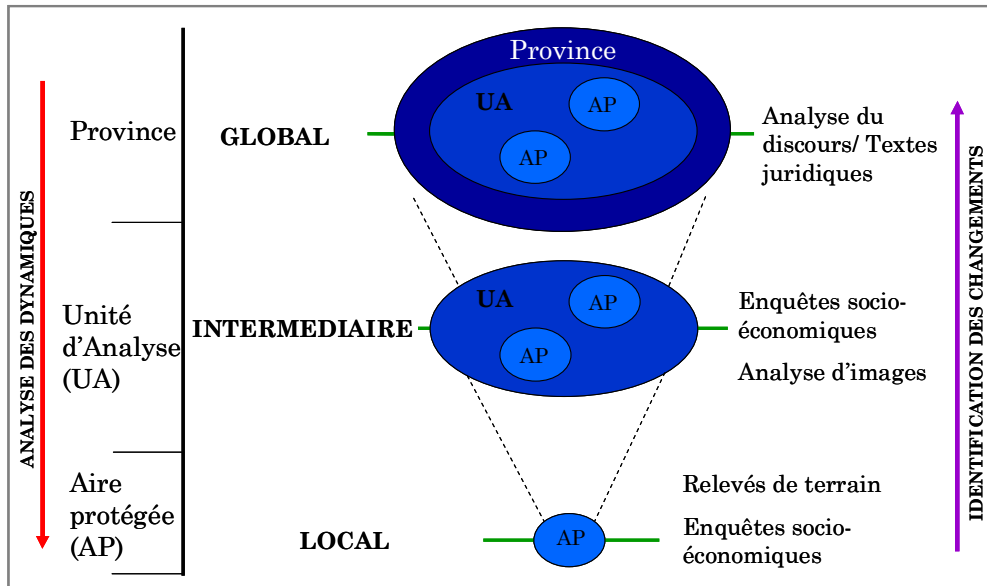 ANALYSE DES DYNAMIQUES
Province
GLOBAL
Province
UA
AP
AP
Analyse du
discours/ Textes
juridiques
Unité
d'Analyse
(UA)
INTERMEDIAIRE
UA
AP
AP
Enquêtes socio-
économiques
Analyse d'images
Aire
protégée
(AP)
LOCAL
AP
Relevés de terrain
Enquêtes socio-
économiques
IDENTIFICATION DES CHANGEMENTS